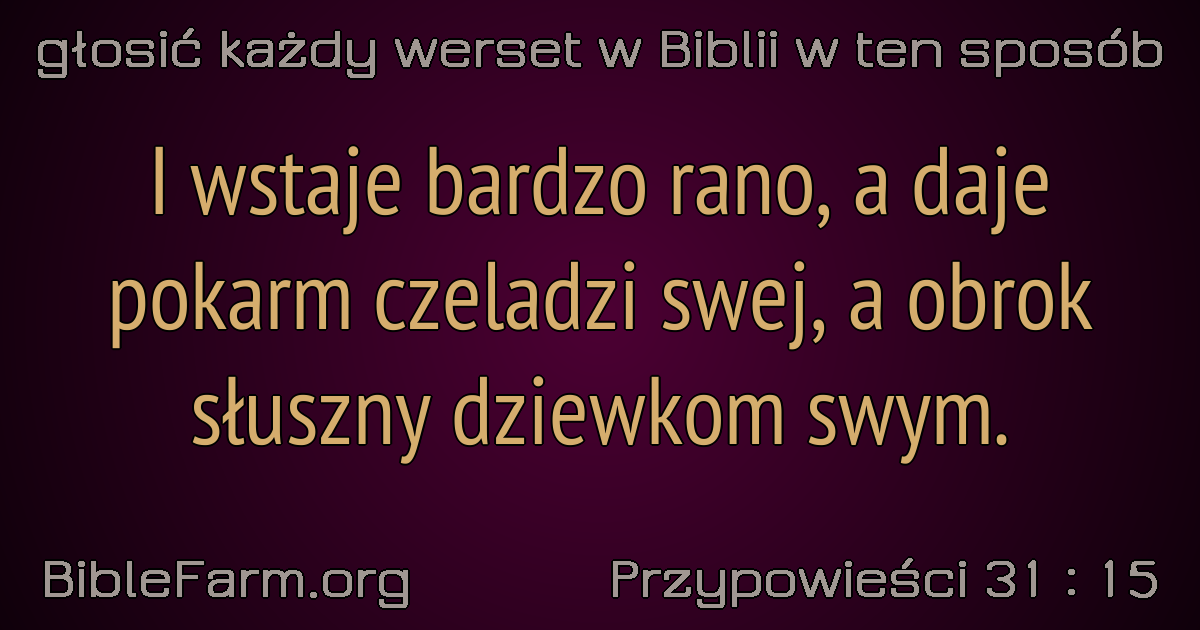 głosić każdy werset w Biblii w ten sposób
I wstaje bardzo rano, a daje
pokarm czeladzi swej, a obrok
słuszny dziewkom swym.
BibleFarm.org
Przypowieści 31 : 15